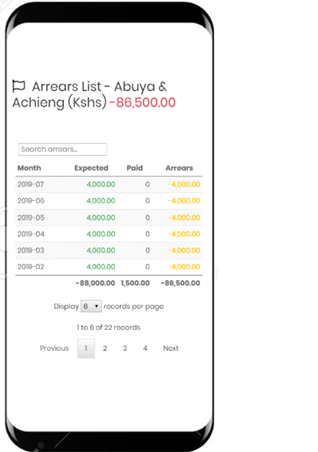 Arrears List - Abuya &
Achieng (Kshs) -86,500.00
Search arrears...
Month Expected Paid Arrears
2019-07 4,000.00 0 -4,000.00
2019-06 4,000.00 0 -4,000.00
2019-05 4,000.00 0 -4,000.00
2019-04 4,000.00 0 -4,000.00
2019-03 4,000.00 0 -4,000.00
2019-02 4,000.00 0 -4,000.00
-88,000.00 1,500.00 -86,500.00
Display 6 records per page
1 to 6 of 22 records
Previous 1 2 3 4 Next